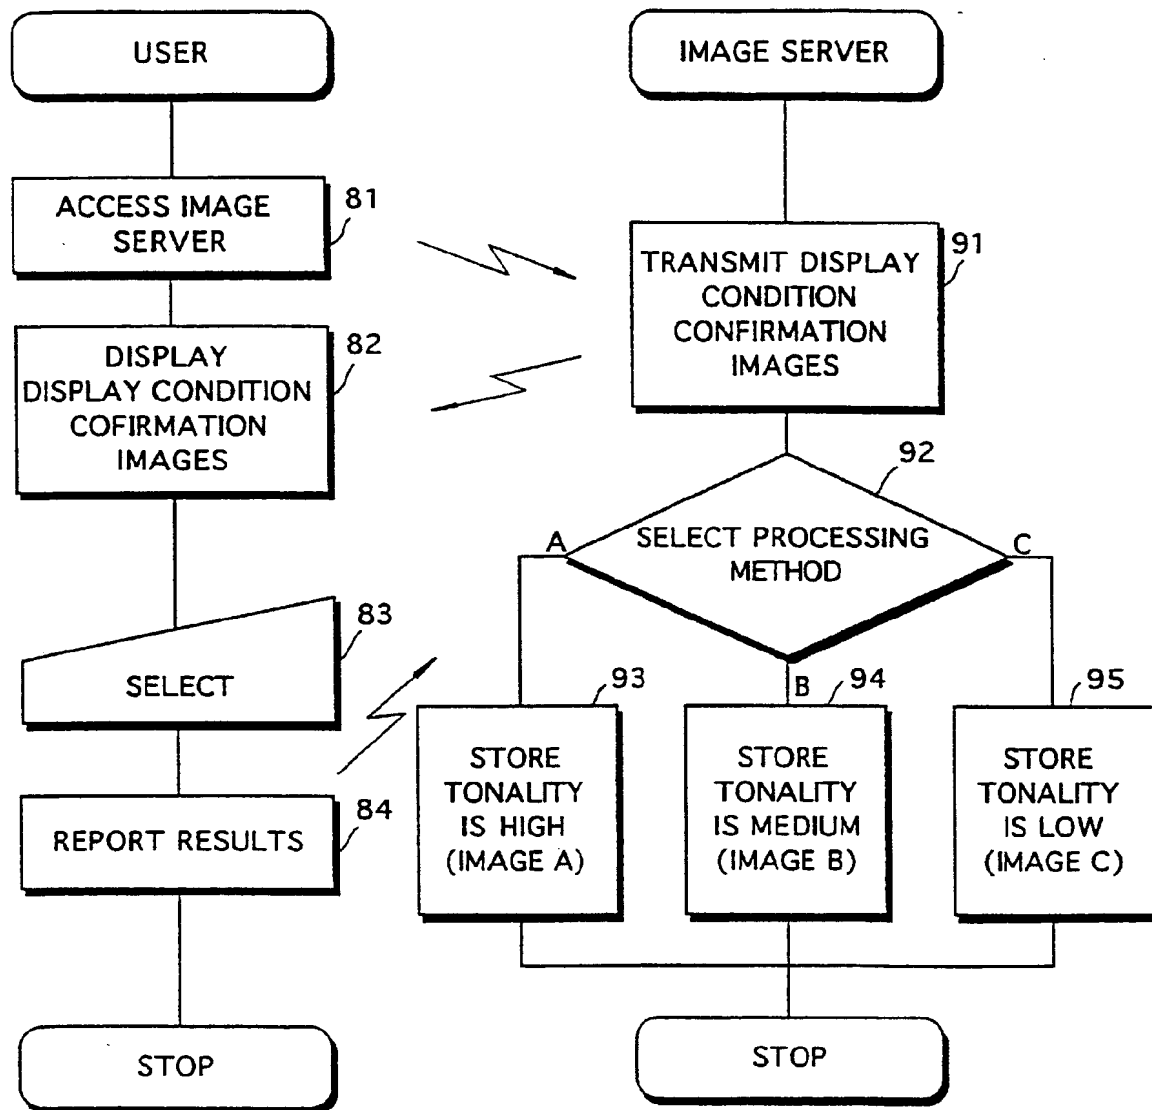 USER
ACCESS IMAGE
SERVER
81
DISPLAY
DISPLAY CONDITION
COFIRMATION
IMAGES
82
SELECT
83
REPORT RESULTS
84
STOP
IMAGE SERVER
TRANSMIT DISPLAY
CONDITION
CONFIRMATION
IMAGES
91
SELECT PROCESSING
METHOD
92
A
B
C
STORE
TONALITY
IS HIGH
(IMAGE A)
93
STORE
TONALITY
IS MEDIUM
(IMAGE B)
94
STORE
TONALITY
IS LOW
(IMAGE C)
95
STOP